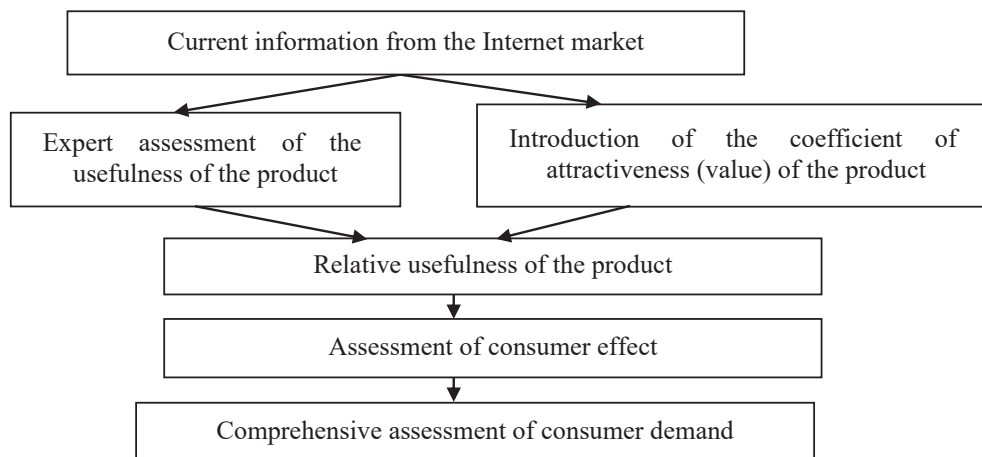 Current information from the Internet market
Expert assessment of the
usefulness of the product
Introduction of the coefficient of
attractiveness (value) of the product
Relative usefulness of the product
Assessment of consumer effect
Comprehensive assessment of consumer demand